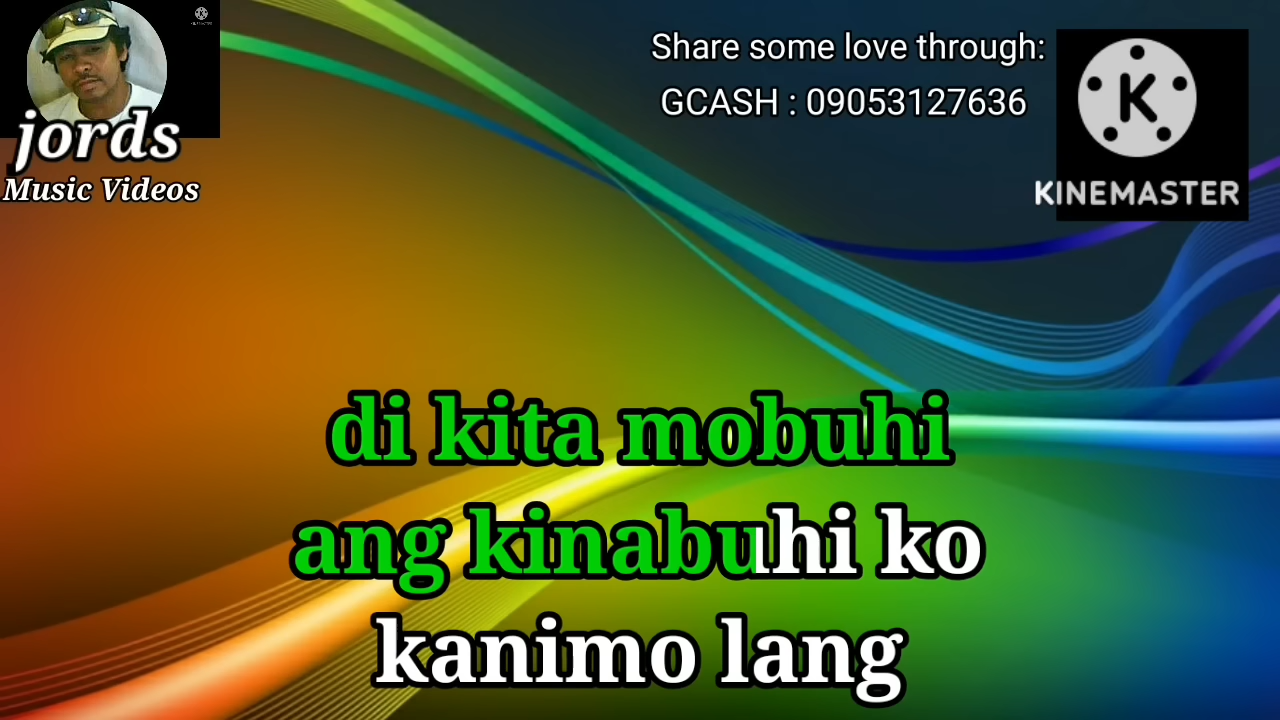 jords
Music Videos
Share some love through:
GCASH : 09053127636
KINEMASTER
di kita mobuhi
ang kinabuhi ko
kanimo lang